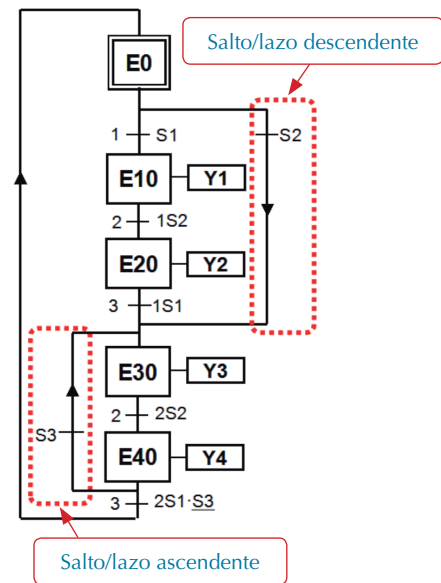 Salto/lazo descendente
E0
1 S1
S2
E10 Y1
2 1S2
E20 Y2
3 1S1
E30 Y3
S3
2 2S2
E40 Y4
3 2S1·S3
Salto/lazo ascendente